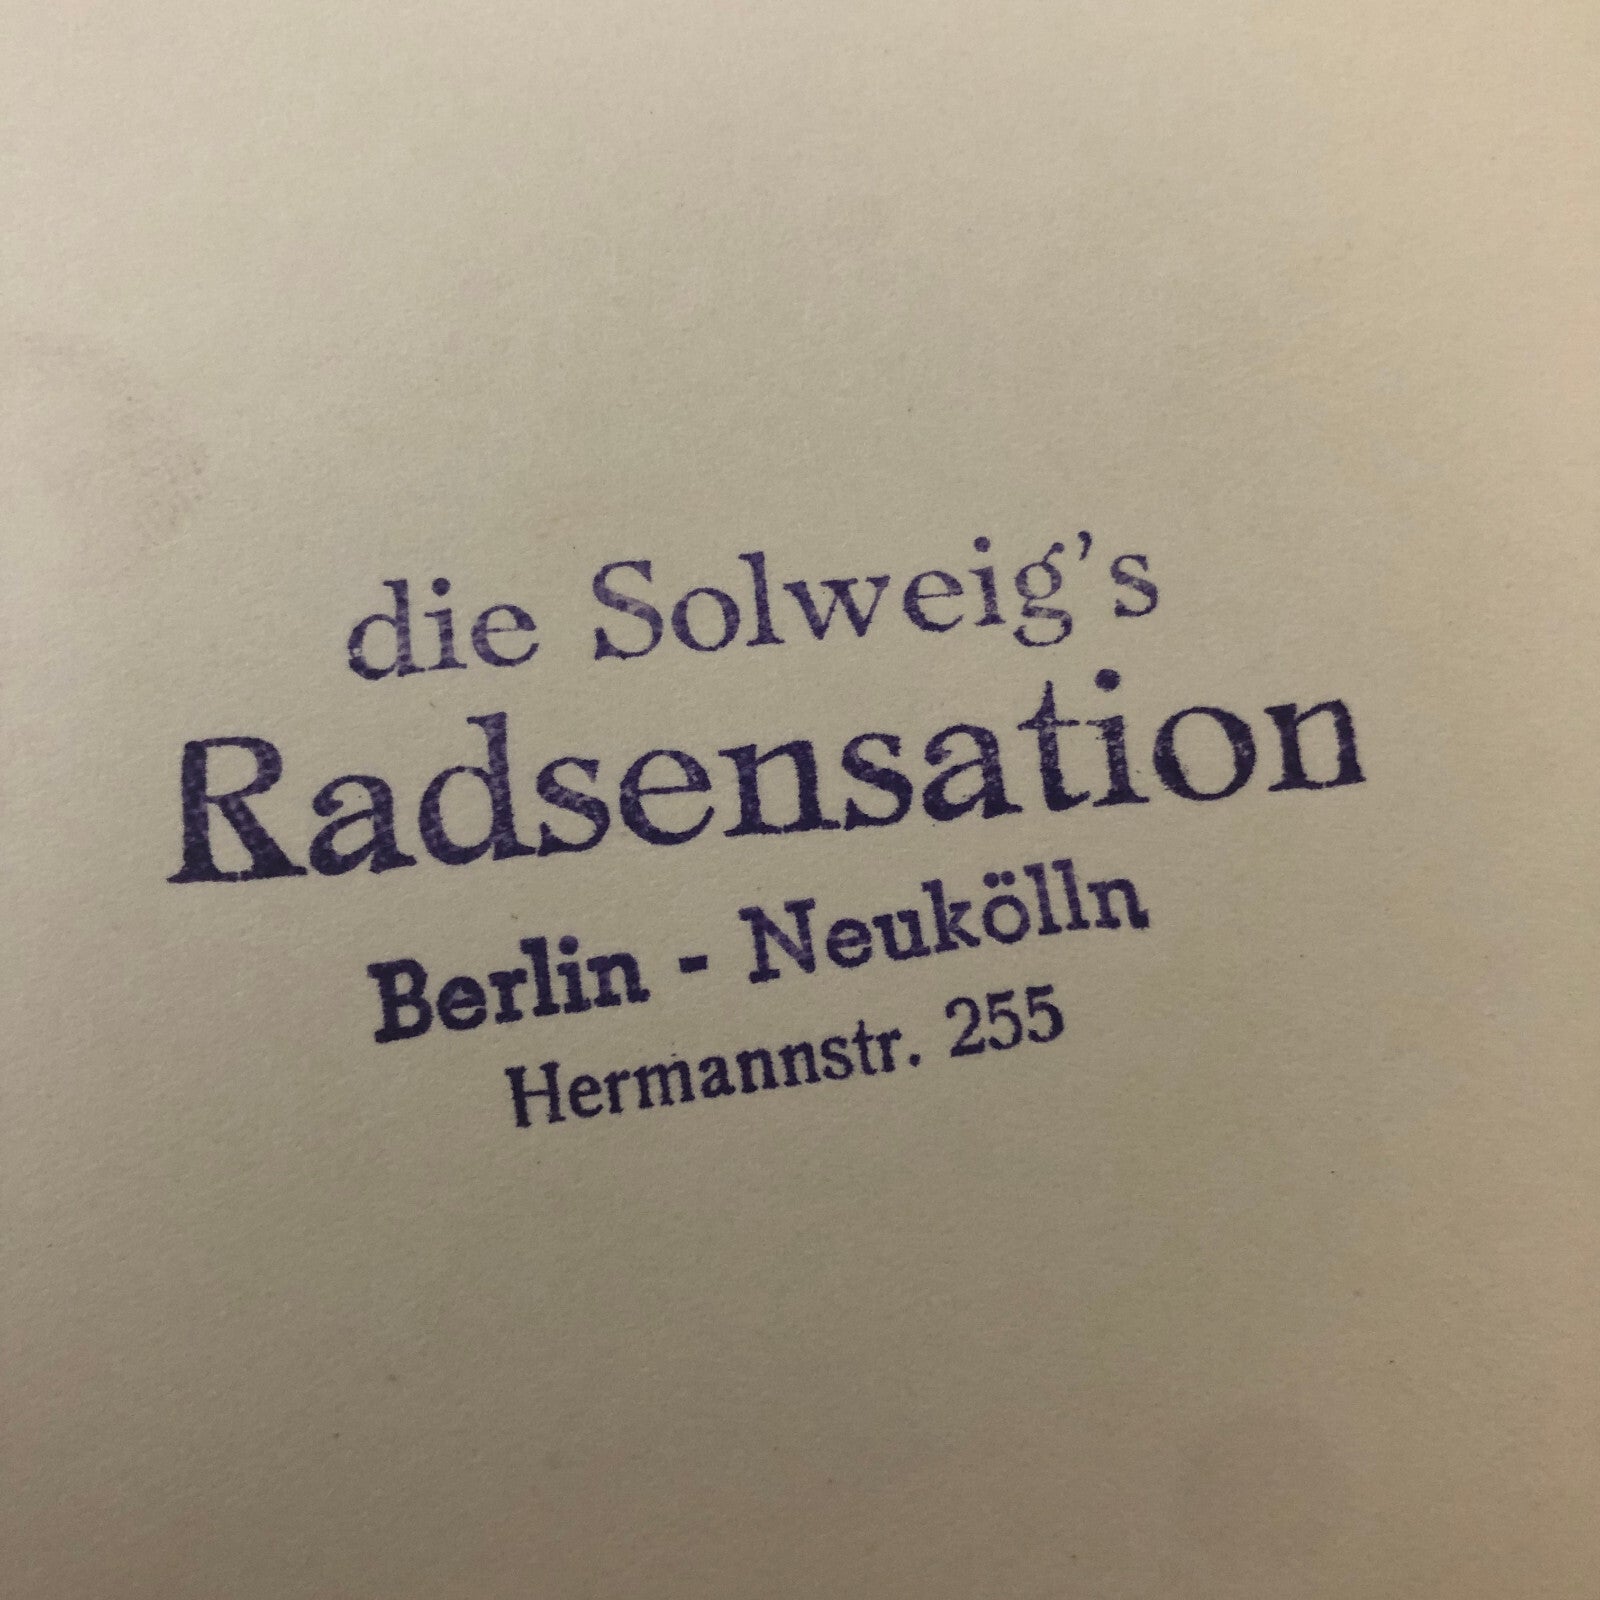 die Solweig's
Radsensation
Berlin - Neukölln
Hermannstr. 255